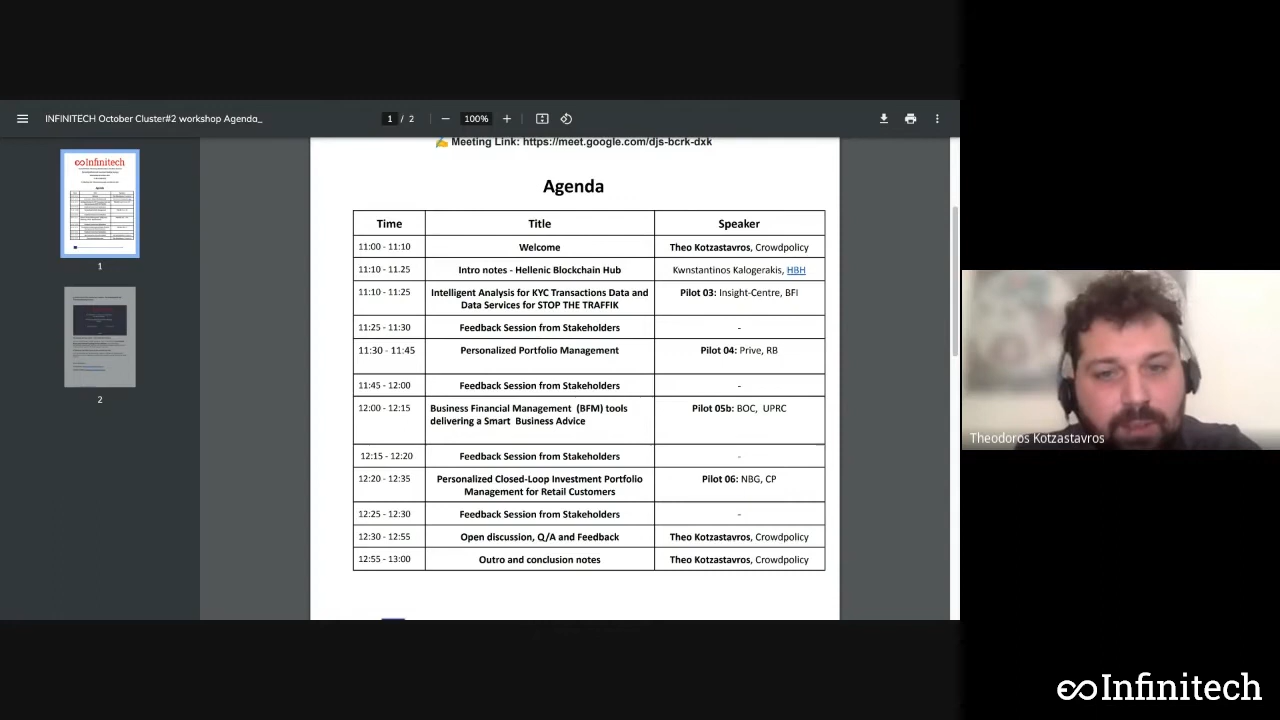 INFINITECH October Cluster#2 workshop Agenda_
1 / 2
100%
✍ Meeting Link: https://meet.google.com/djs-bcrk-dxk
Agenda
Time Title Speaker
11:00 - 11:10 Welcome Theo Kotzastavros, Crowdpolicy
11:10 - 11.25 Intro notes - Hellenic Blockchain Hub Kwnstantinos Kalogerakis, HBH
11:10 - 11:25 Intelligent Analysis for KYC Transactions Data and Pilot 03: Insight-Centre, BFI
Data Services for STOP THE TRAFFIK
11:25 - 11:30 Feedback Session from Stakeholders -
11:30 - 11:45 Personalized Portfolio Management Pilot 04: Prive, RB
11:45 - 12:00 Feedback Session from Stakeholders -
12:00 - 12:15 Business Financial Management (BFM) tools Pilot 05b: BOC, UPRC
delivering a Smart Business Advice
12:15 - 12:20 Feedback Session from Stakeholders -
12:20 - 12:35 Personalized Closed-Loop Investment Portfolio Pilot 06: NBG, CP
Management for Retail Customers
12:25 - 12:30 Feedback Session from Stakeholders -
12:30 - 12:55 Open discussion, Q/A and Feedback Theo Kotzastavros, Crowdpolicy
12:55 - 13:00 Outro and conclusion notes Theo Kotzastavros, Crowdpolicy
Infinitech
Agenda
1
2
Theodoros Kotzastavros
Infinitech